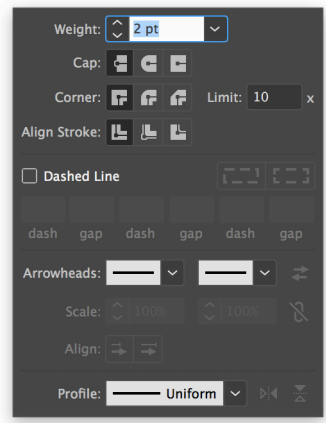 Weight: 2 pt
Cap:
Corner: Limit: 10 x
Align Stroke:
Dashed Line
dash gap dash gap dash gap
Arrowheads:
Scale: 100% 100%
Align:
Profile: Uniform